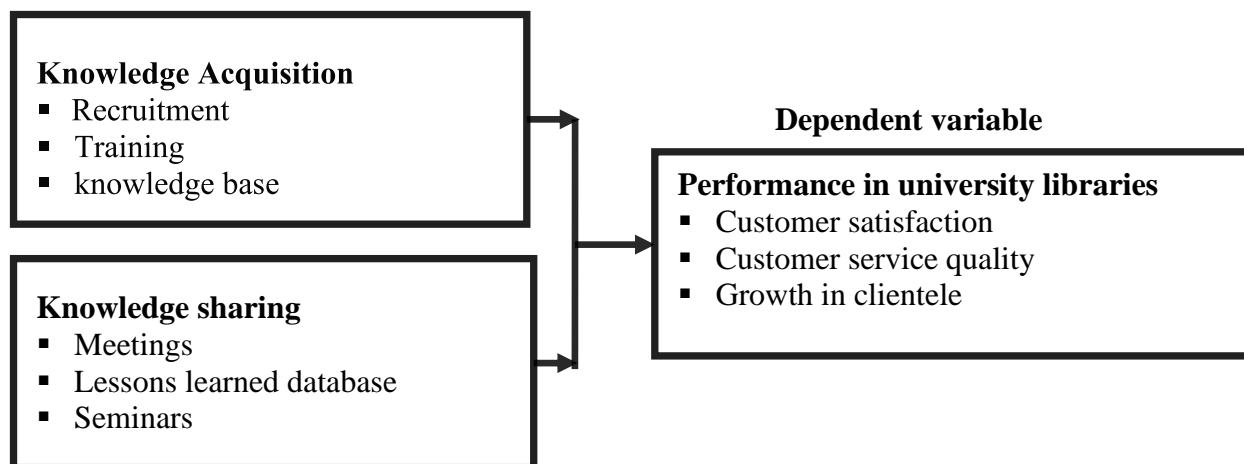 Knowledge Acquisition
▪ Recruitment
▪ Training
▪ knowledge base
Knowledge sharing
▪ Meetings
▪ Lessons learned database
▪ Seminars
Dependent variable
Performance in university libraries
▪ Customer satisfaction
▪ Customer service quality
▪ Growth in clientele